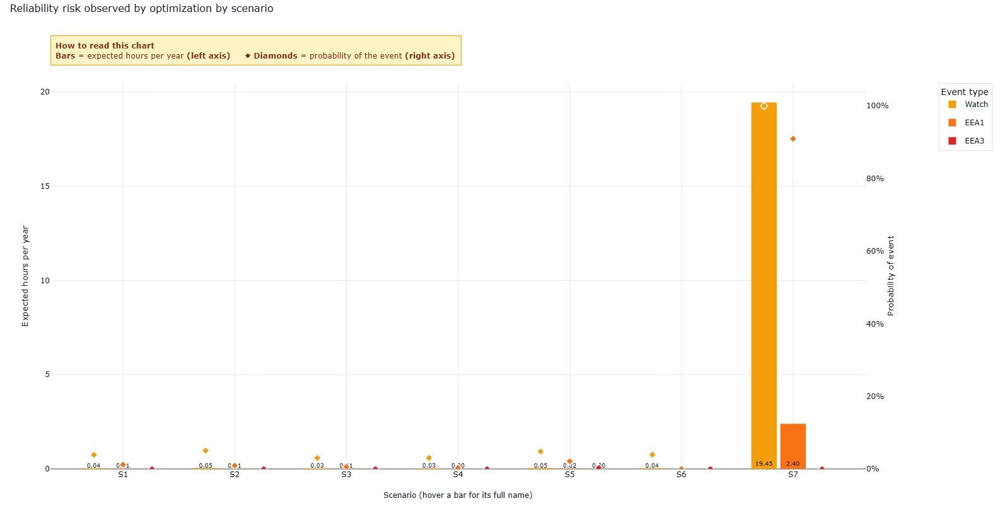 Reliability risk observed by optimization by scenario
How to read this chart
Bars = expected hours per year (left axis) ◆ Diamonds = probability of the event (right axis)
Event type
Watch
EEA1
EEA3
20
15
10
5
0
Expected hours per year
100%
80%
60%
40%
20%
0%
Probability of event
0.04
0.05
0.03
0.03
0.05
0.02
0.04
19.45
2.40
S1
S2
S3
S4
S5
S6
S7
Scenario (hover a bar for its full name)